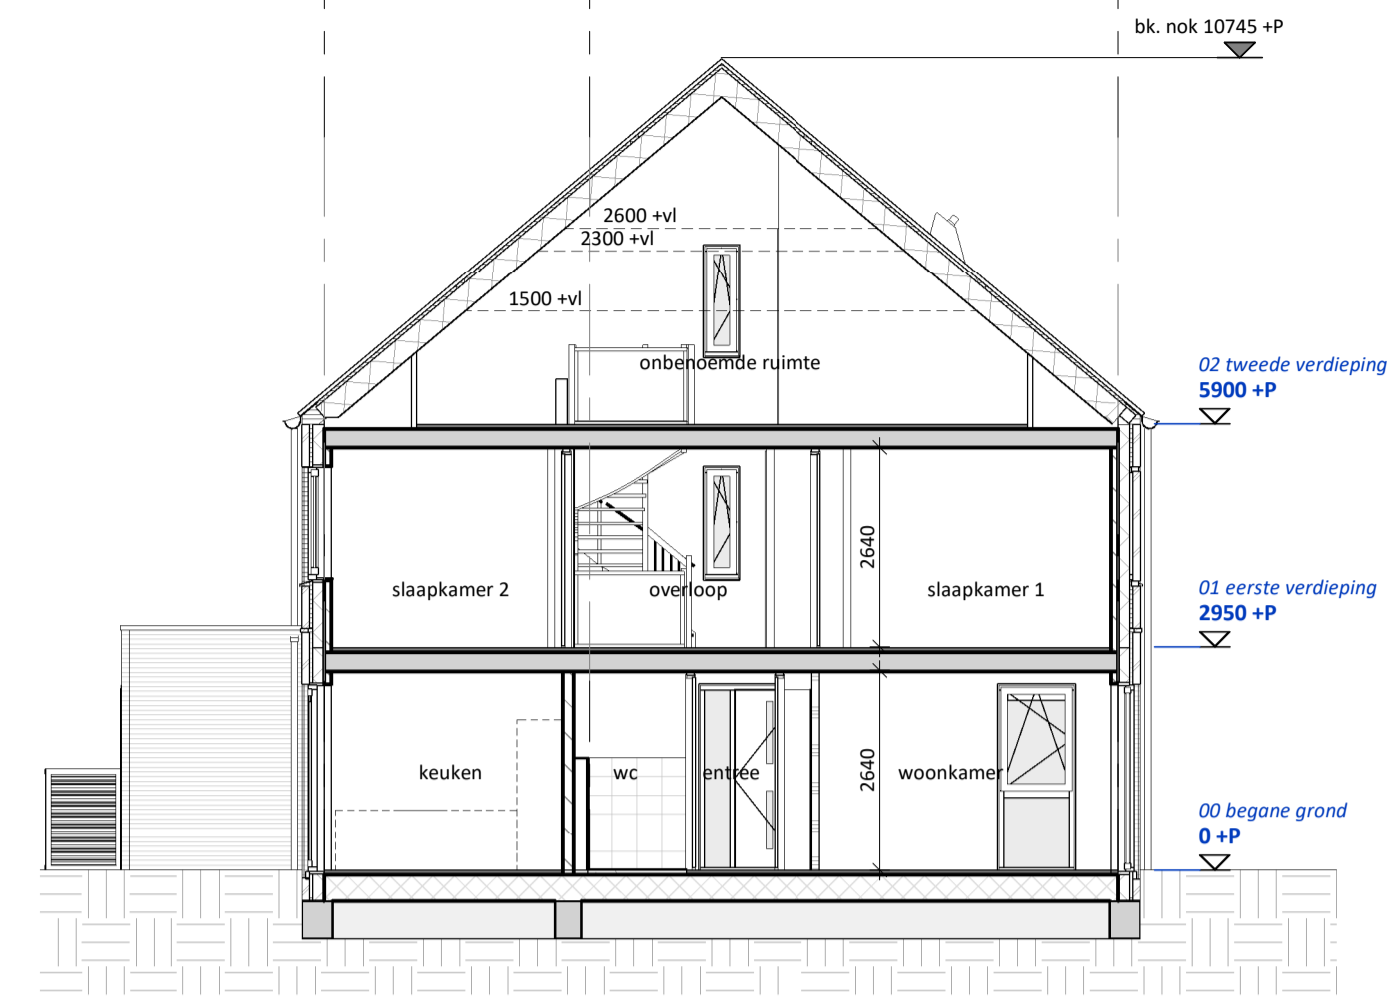 bk. nok 10745 +P
2600 +vl
2300 +vl
1500 +vl
onbenoemde ruimte
02 tweede verdieping
5900 +P
2640
slaapkamer 2
overloop
slaapkamer 1
01 eerste verdieping
2950 +P
2640
keuken
wc
entree
woonkamer
00 begane grond
0 +P